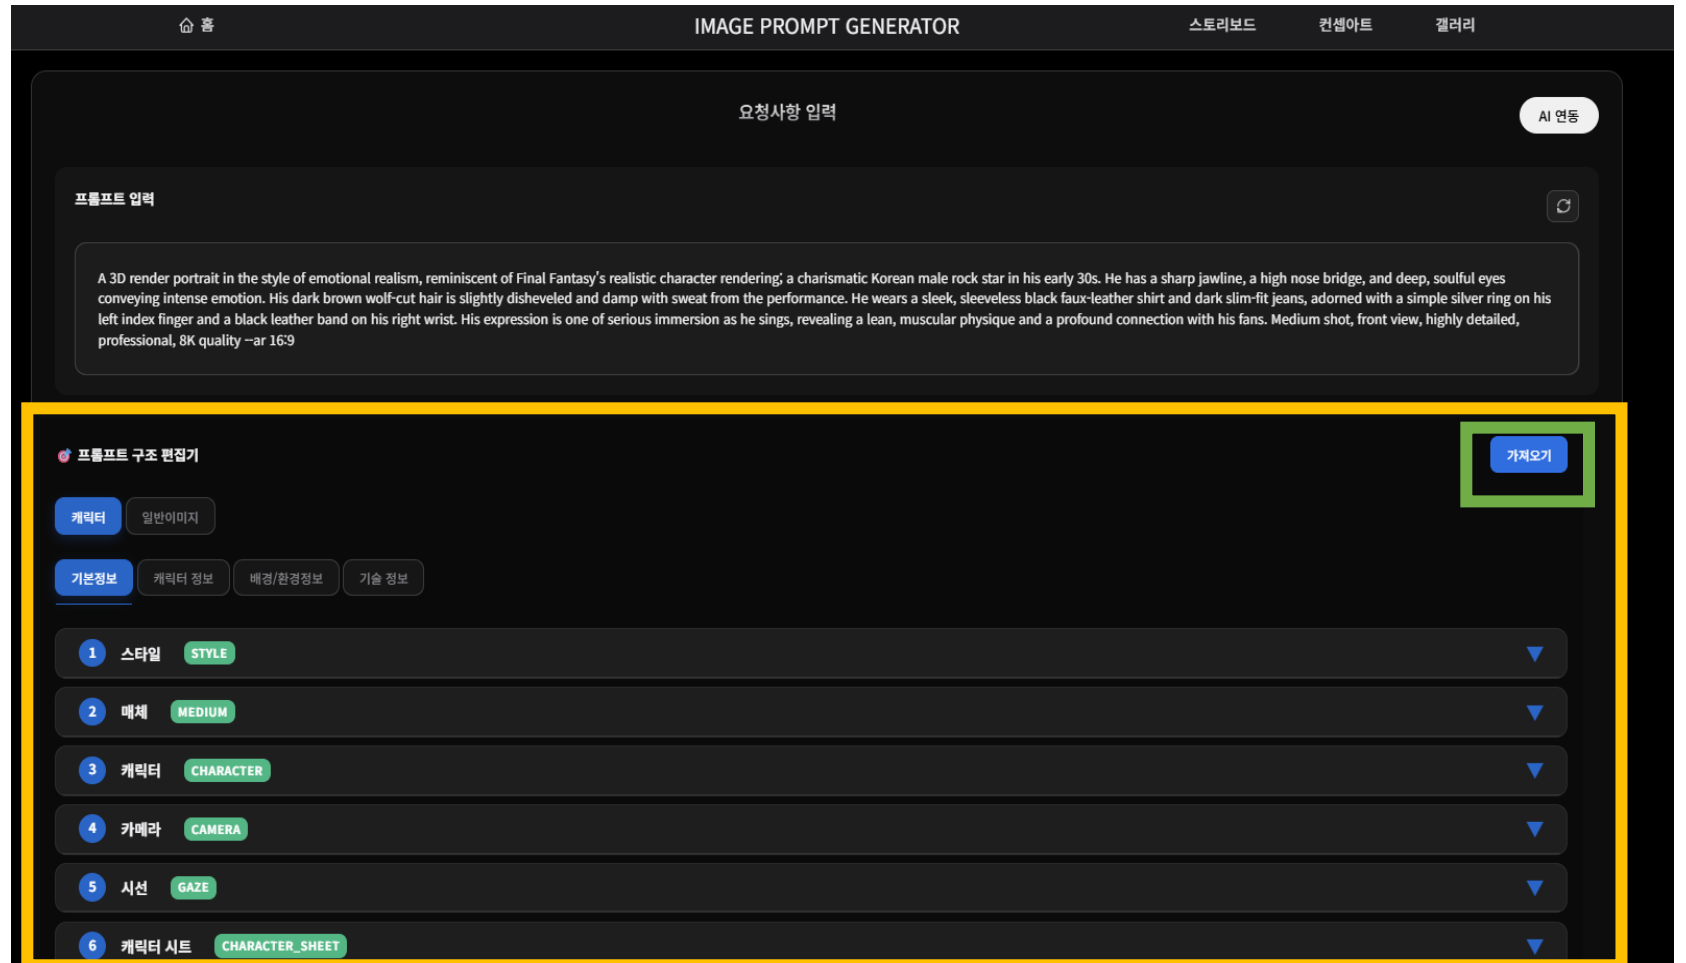 홈
IMAGE PROMPT GENERATOR
스토리보드
컨셉아트
갤러리
요청사항 입력
AI 연동
프롬프트 입력
A 3D render portrait in the style of emotional realism, reminiscent of Final Fantasy's realistic character rendering; a charismatic Korean male rock star in his early 30s. He has a sharp jawline, a high nose bridge, and deep, soulful eyes
conveying intense emotion. His dark brown wolf-cut hair is slightly disheveled and damp with sweat from the performance. He wears a sleek, sleeveless black faux-leather shirt and dark slim-fit jeans, adorned with a simple silver ring on his
left index finger and a black leather band on his right wrist. His expression is one of serious immersion as he sings, revealing a lean, muscular physique and a profound connection with his fans. Medium shot, front view, highly detailed,
professional, 8K quality --ar 16:9
프롬프트 구조 편집기
가져오기
캐릭터
일반이미지
기본정보
캐릭터 정보
배경/환경정보
기술 정보
1 스타일 STYLE
2 매체 MEDIUM
3 캐릭터 CHARACTER
4 카메라 CAMERA
5 시선 GAZE
6 캐릭터 시트 CHARACTER_SHEET